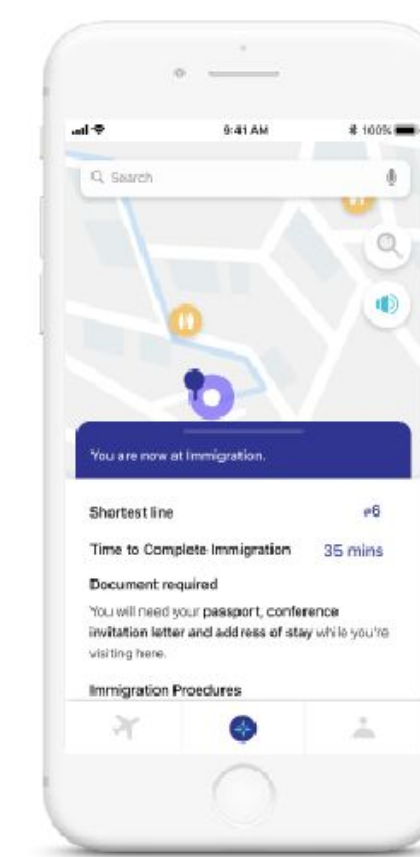 9:41 AM
100%
Search
You are now at Immigration.
Shortest line
#6
Time to Complete Immigration
35 mins
Document required
You will need your passport, conference
invitation letter and address of stay while you're
visiting here.
Immigration Proedures